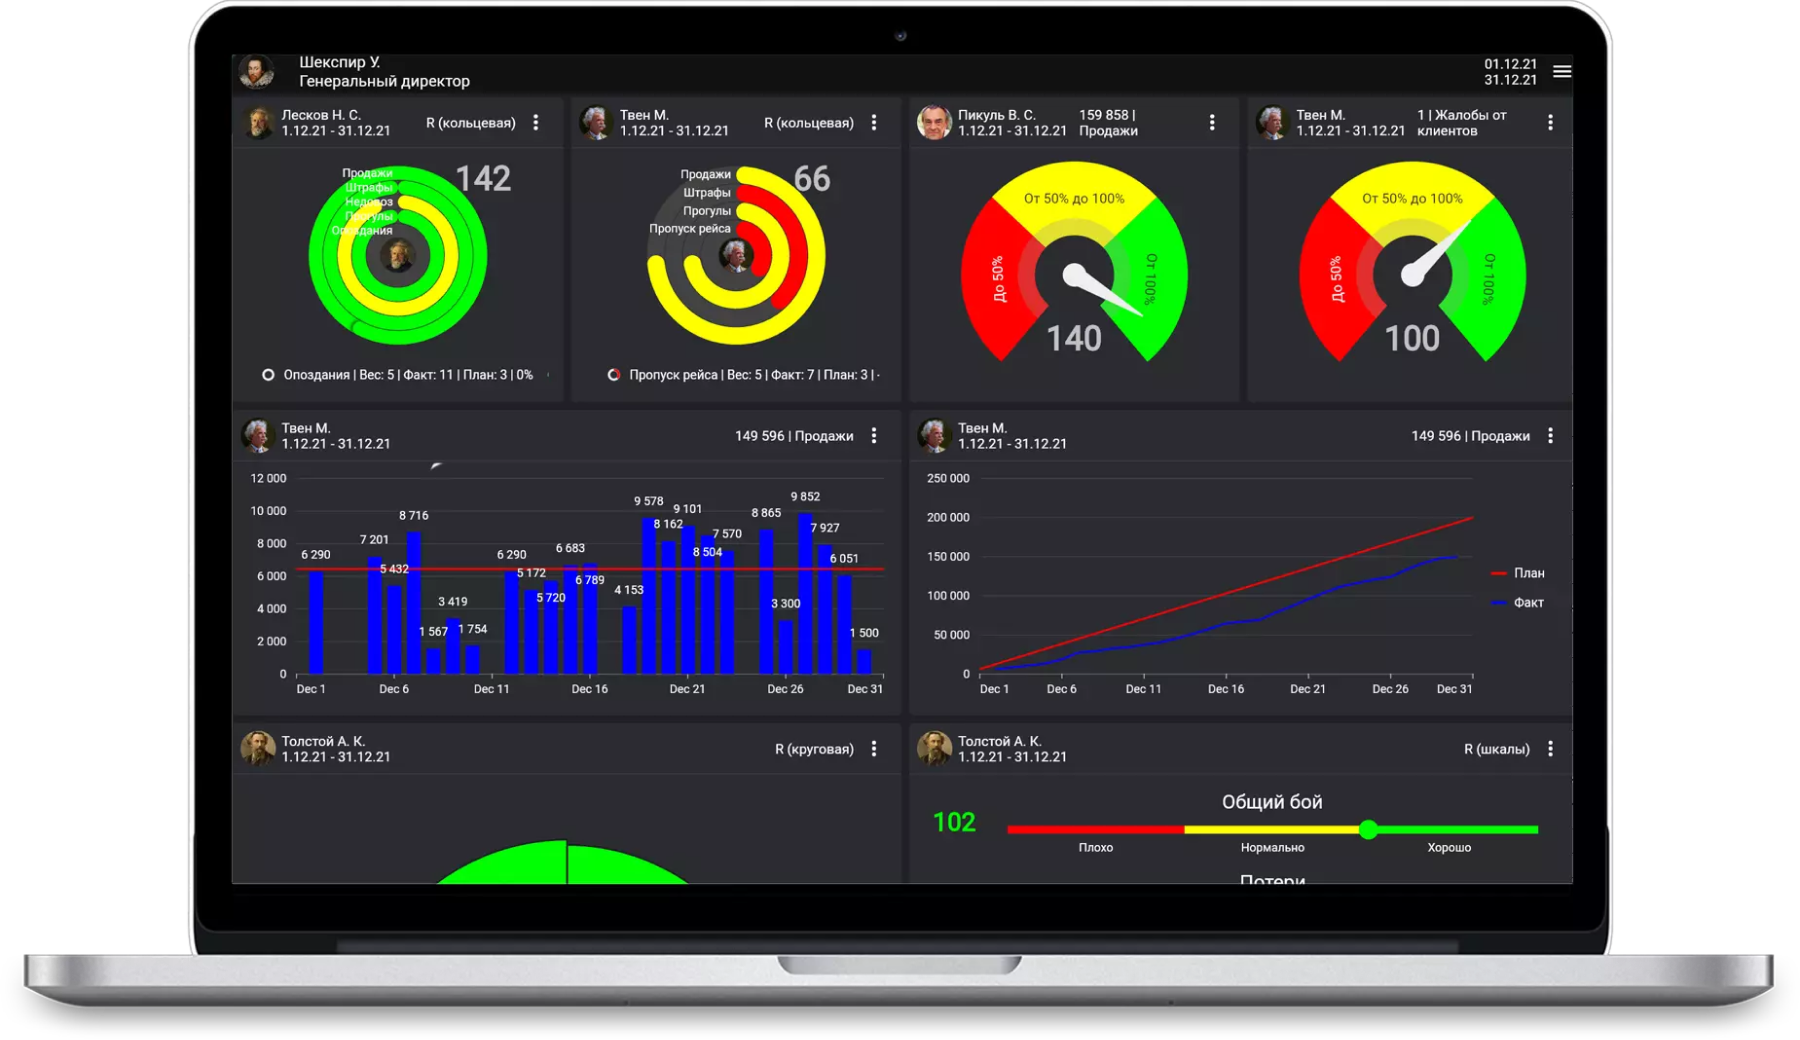 Шекспир У.
Генеральный директор
01.12.21
31.12.21
Лесков Н. С.
1.12.21 - 31.12.21
R (кольцевая)
Твен М.
1.12.21 - 31.12.21
R (кольцевая)
Пикуль В. С.
1.12.21 - 31.12.21
159 858 |
Продажи
Твен М.
1.12.21 - 31.12.21
1 | Жалобы от
клиентов
Продажи
Штрафы
Недовоз
Прогулы
Опоздания
142
Опоздания | Вес: 5 | Факт: 11 | План: 3 | 0%
Продажи
Штрафы
Прогулы
Пропуск рейса
66
Пропуск рейса | Вес: 5 | Факт: 7 | План: 3 | -
До 50%
От 50% до 100%
От 100%
140
До 50%
От 50% до 100%
От 100%
100
Твен М.
1.12.21 - 31.12.21
149 596 | Продажи
12 000
10 000
8 000
6 000
4 000
2 000
0
6 290
7 201
5 432
8 716
1 567
3 419
1 754
6 290
5 172
5 720
6 683
6 789
4 153
9 578
8 162
9 101
8 504
7 570
8 865
3 300
9 852
7 927
6 051
1 500
Dec 1
Dec 6
Dec 11
Dec 16
Dec 21
Dec 26
Dec 31
Твен М.
1.12.21 - 31.12.21
149 596 | Продажи
250 000
200 000
150 000
100 000
50 000
0
Dec 1
Dec 6
Dec 11
Dec 16
Dec 21
Dec 26
Dec 31
План
Факт
Толстой А. К.
1.12.21 - 31.12.21
R (круговая)
Толстой А. К.
1.12.21 - 31.12.21
R (шкалы)
Общий бой
102
Плохо
Нормально
Хорошо
Потери